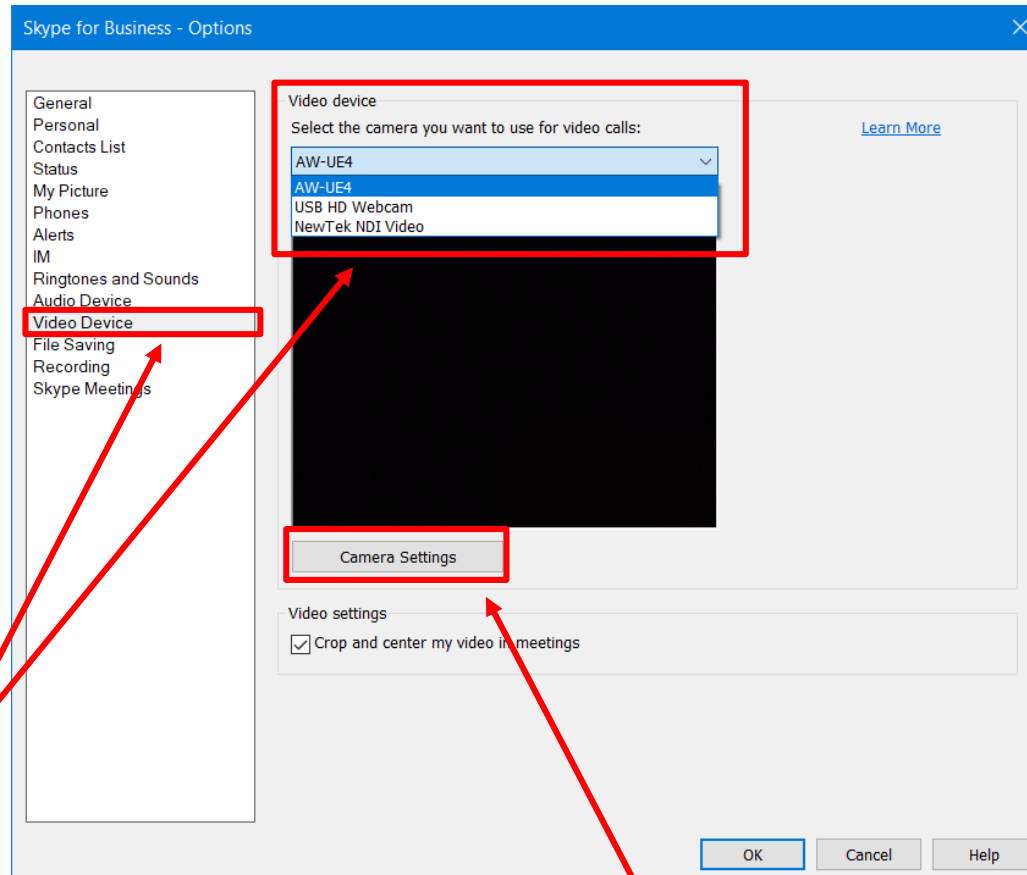 Skype for Business - Options
General
Personal
Contacts List
Status
My Picture
Phones
Alerts
IM
Ringtones and Sounds
Audio Device
Video Device
File Saving
Recording
Skype Meetings
Video device
Select the camera you want to use for video calls:
Learn More
AW-UE4
AW-UE4
USB HD Webcam
NewTek NDI Video
Camera Settings
Video settings
Crop and center my video in meetings
OK
Cancel
Help